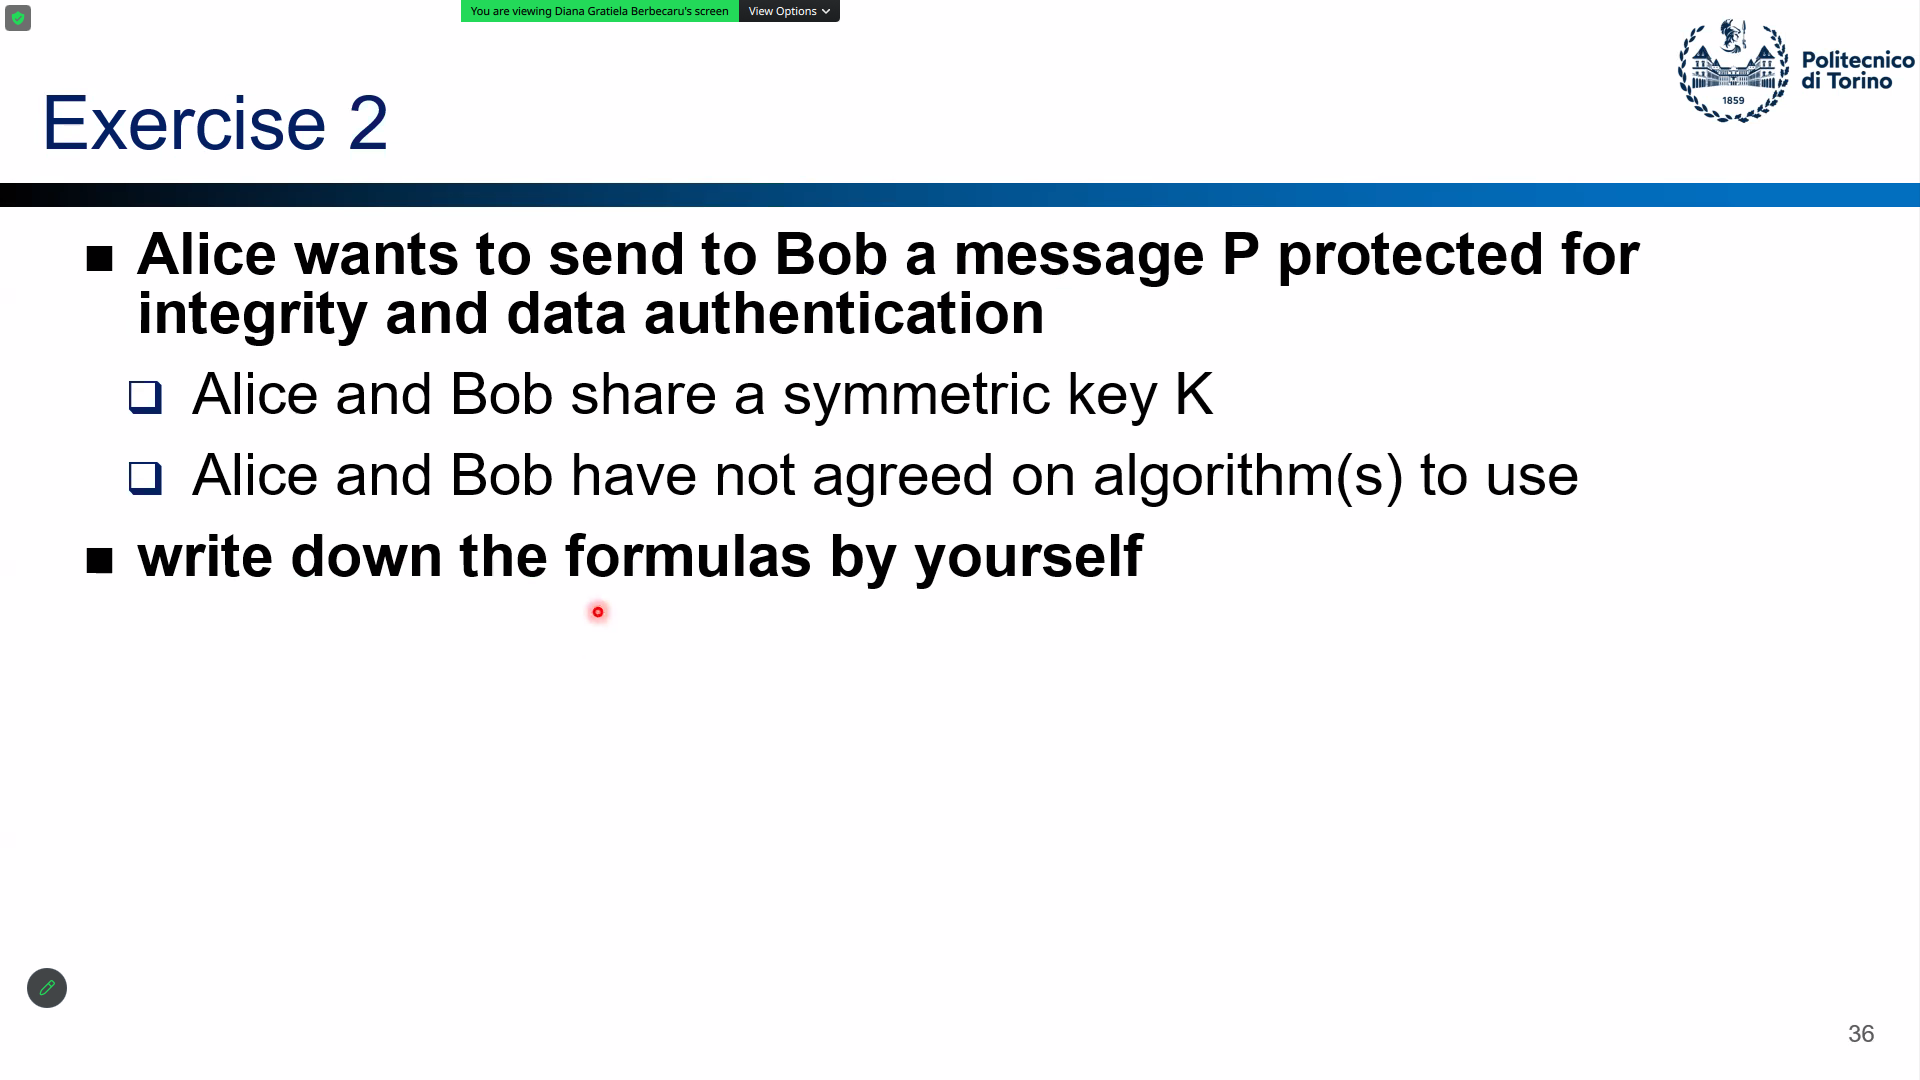 You are viewing Diana Gratiela Berbecaru's screen
View Options
Politecnico
di Torino
1859
Exercise 2
Alice wants to send to Bob a message P protected for
integrity and data authentication
Alice and Bob share a symmetric key K
Alice and Bob have not agreed on algorithm(s) to use
write down the formulas by yourself
36